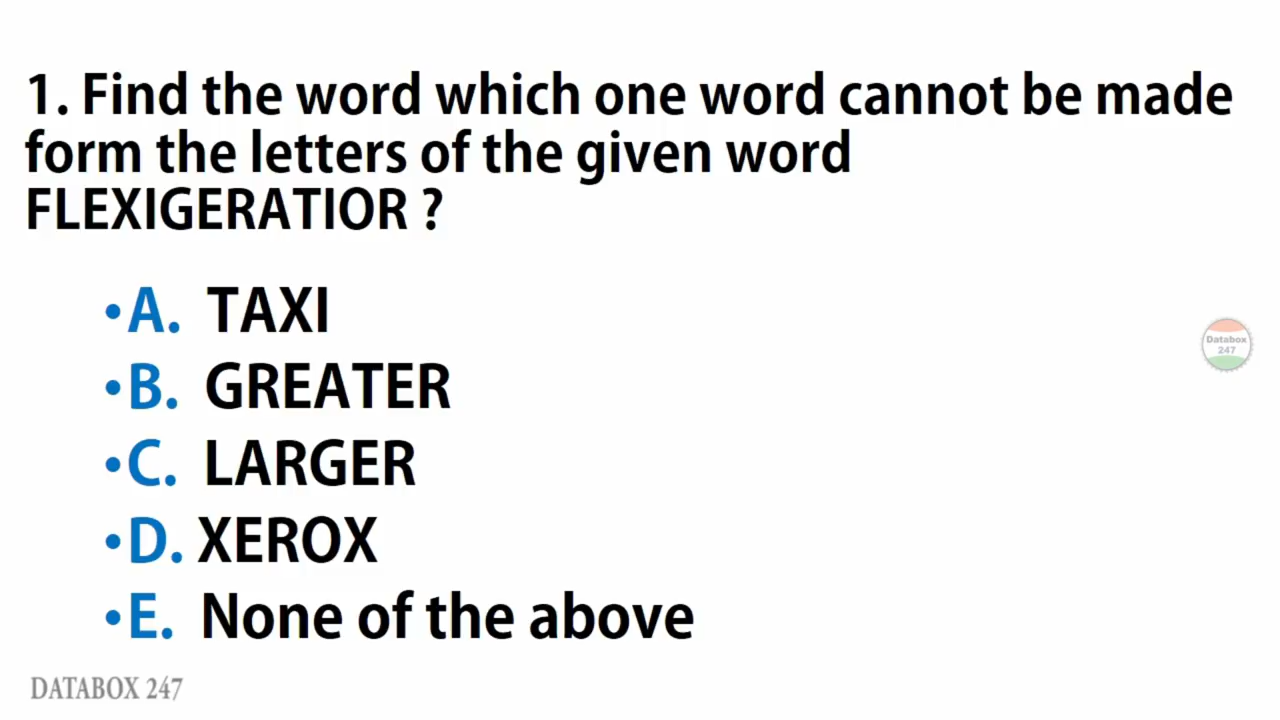 1. Find the word which one word cannot be made
form the letters of the given word
FLEXIGERATIOR ?
•A. TAXI
•B. GREATER
Databox
247
•C. LARGER
•D. XEROX
•E. None of the above
DATABOX 247